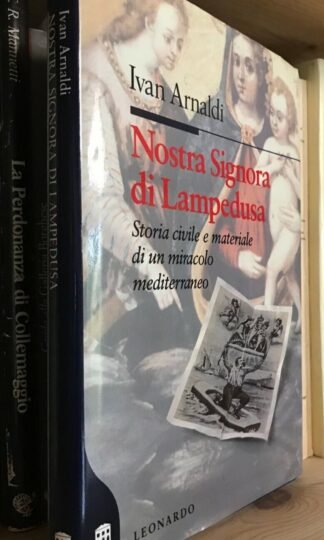 Ivan Arnaldi
Nostra Signora
di Lampedusa
Storia civile e materiale
di un miracolo
mediterraneo
LEONARDO
Ivan Arnaldi
NOSTRA SIGNORA DI LAMPEDUSA
La Perdonanza di Collemaggio